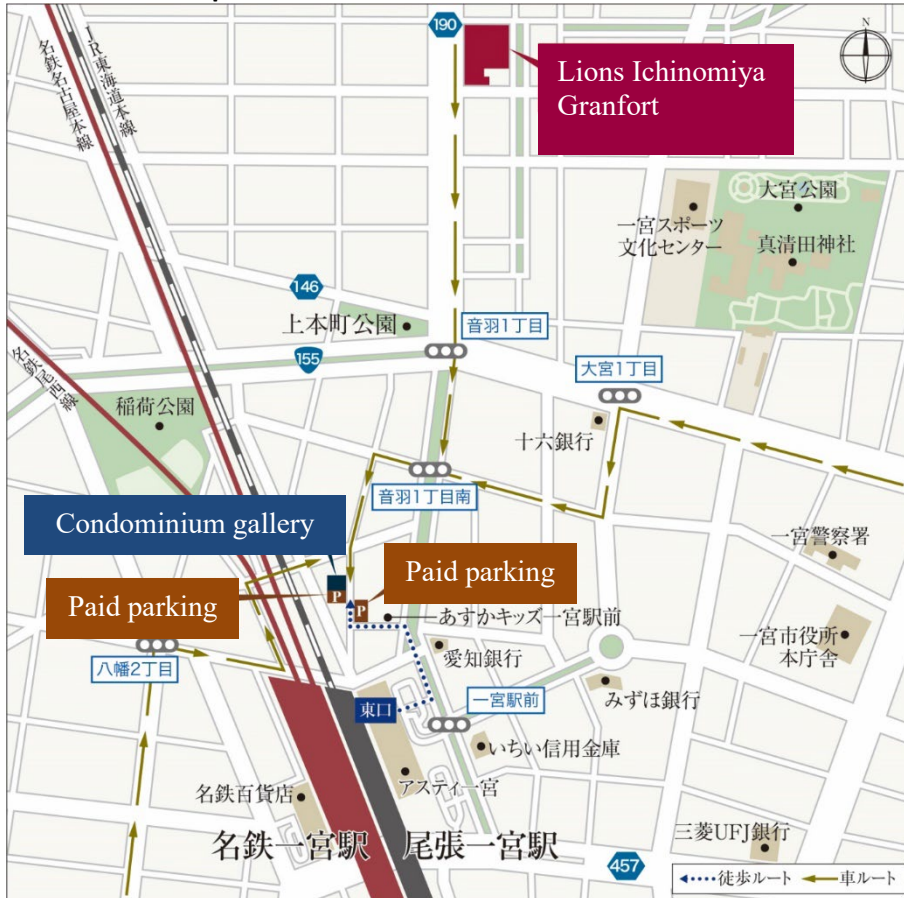 190
N
Lions Ichinomiya
Granfort
JR東海道本線
名鉄名古屋本線
大宮公園
一宮スポーツ
文化センター
真清田神社
146
上本町公園
音羽1丁目
155
大宮1丁目
名鉄尾西線
稲荷公園
十六銀行
音羽1丁目南
Condominium gallery
一宮警察署
Paid parking
Paid parking
P
P
あすかキッズ一宮駅前
愛知銀行
一宮市役所
本庁舎
八幡2丁目
東口
一宮駅前
みずほ銀行
いちい信用金庫
名鉄百貨店
アスティ一宮
名鉄一宮駅
尾張一宮駅
三菱UFJ銀行
457
徒歩ルート
車ルート